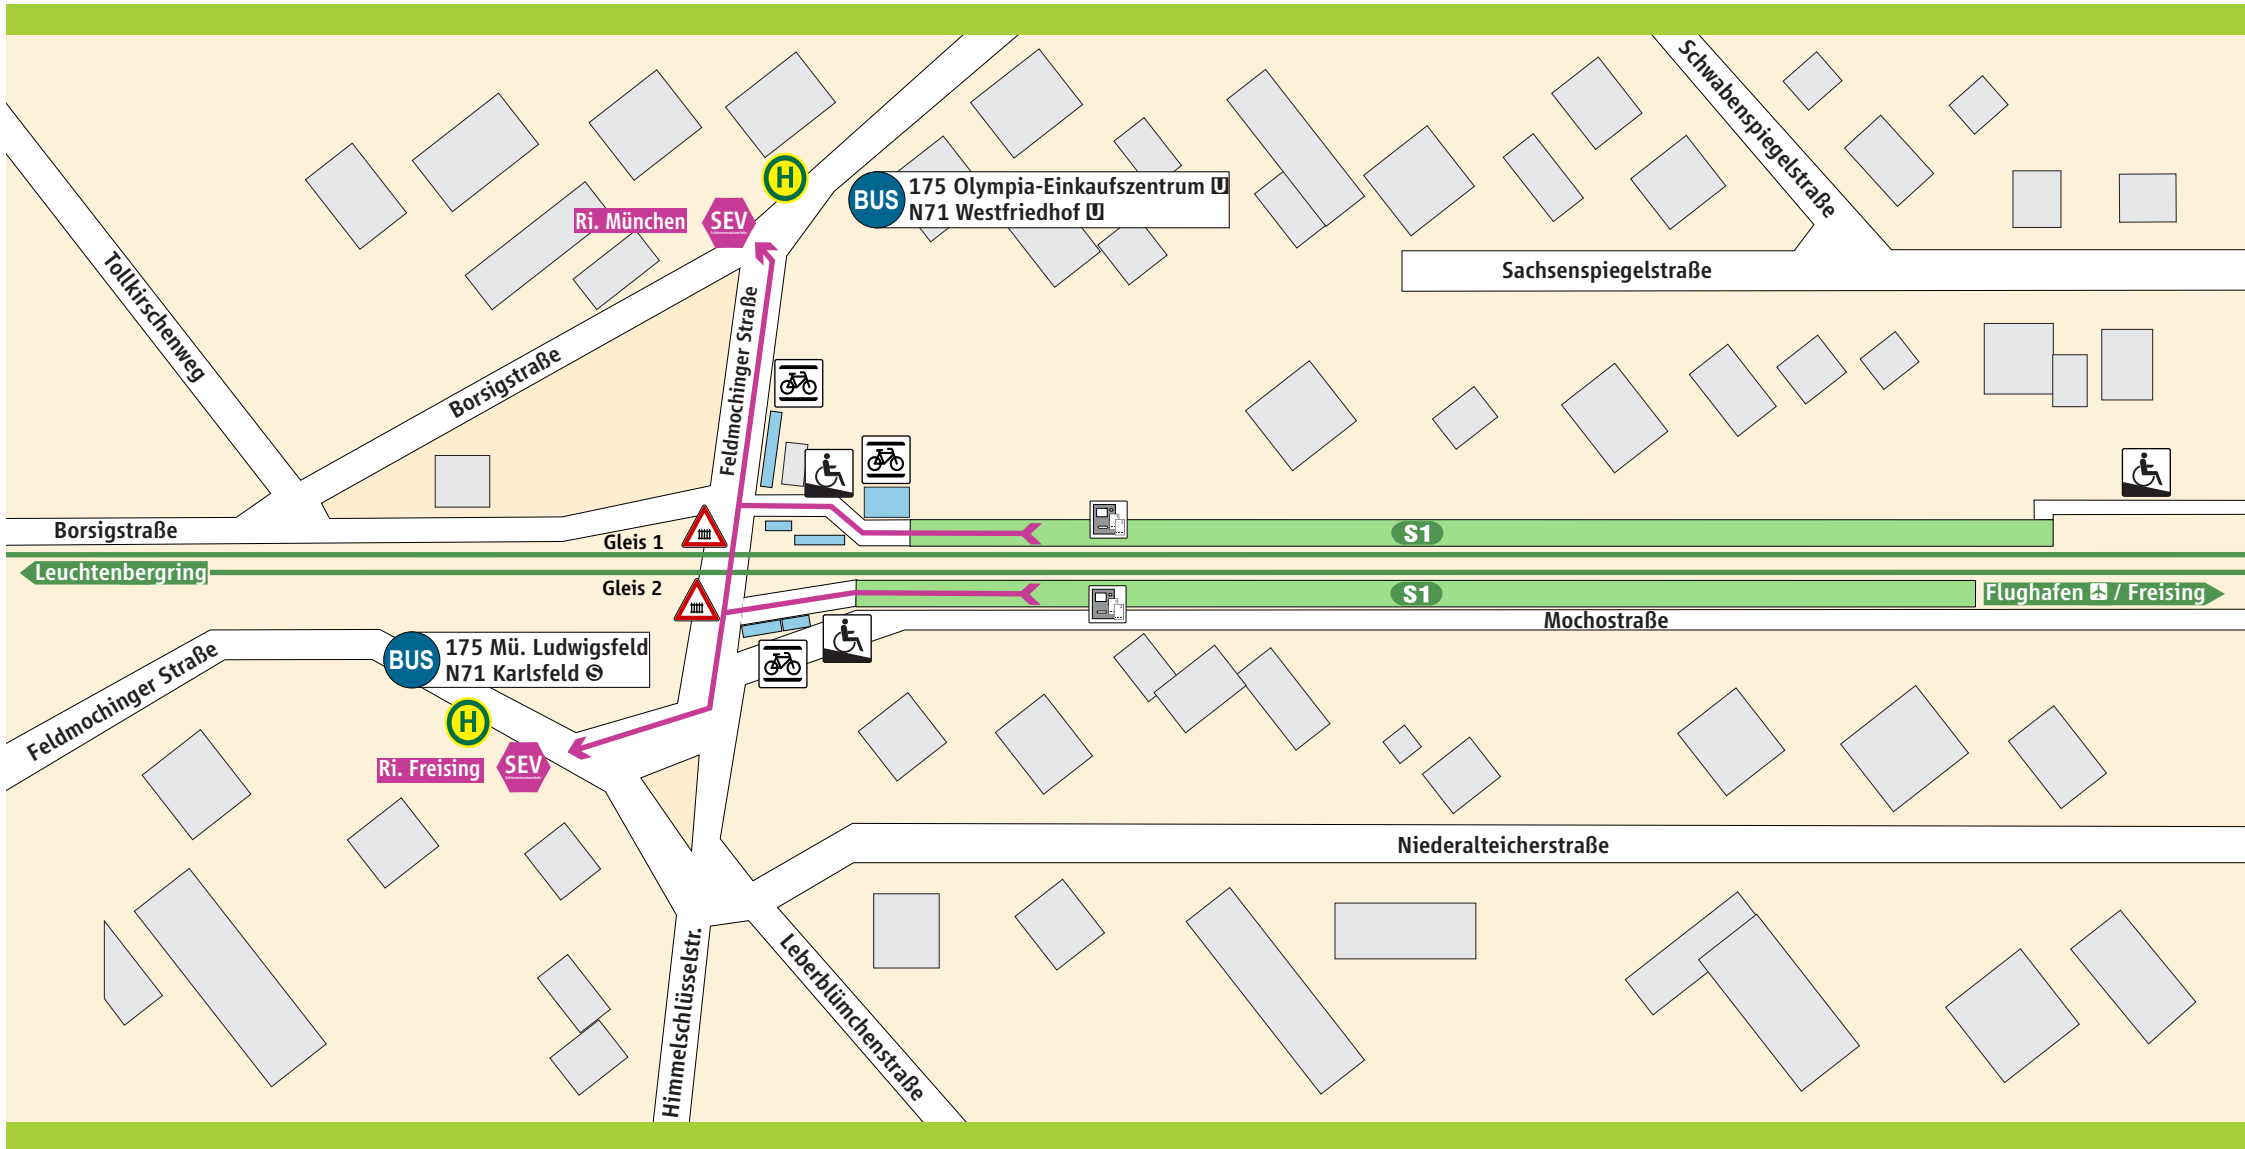 Schwabenspiegelstraße
H
BUS
175 Olympia-Einkaufszentrum U
N71 Westfriedhof U
Ri. München
SEV
Sachsenspiegelstraße
Tollkirschenweg
Borsigstraße
Feldmochinger Straße
Borsigstraße
Gleis 1
S1
Leuchtenbergring
Gleis 2
S1
Flughafen / Freising
Mochostraße
Feldmochinger Straße
BUS
175 Mü. Ludwigsfeld
N71 Karlsfeld S
H
Ri. Freising
SEV
Niederalteicherstraße
Himmelschlüsselstr.
Leberblümchenstraße